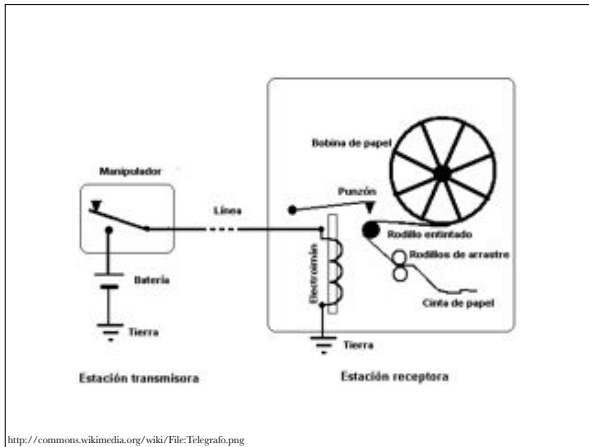 Bobina de papel
Manipulador
Punzón
Línea
Rodillo entintado
Electroimán
Rodillos de arrastre
Batería
Cinta de papel
Tierra
Tierra
Estación transmisora
Estación receptora
http://commons.wikimedia.org/wiki/File:Telegrafo.png